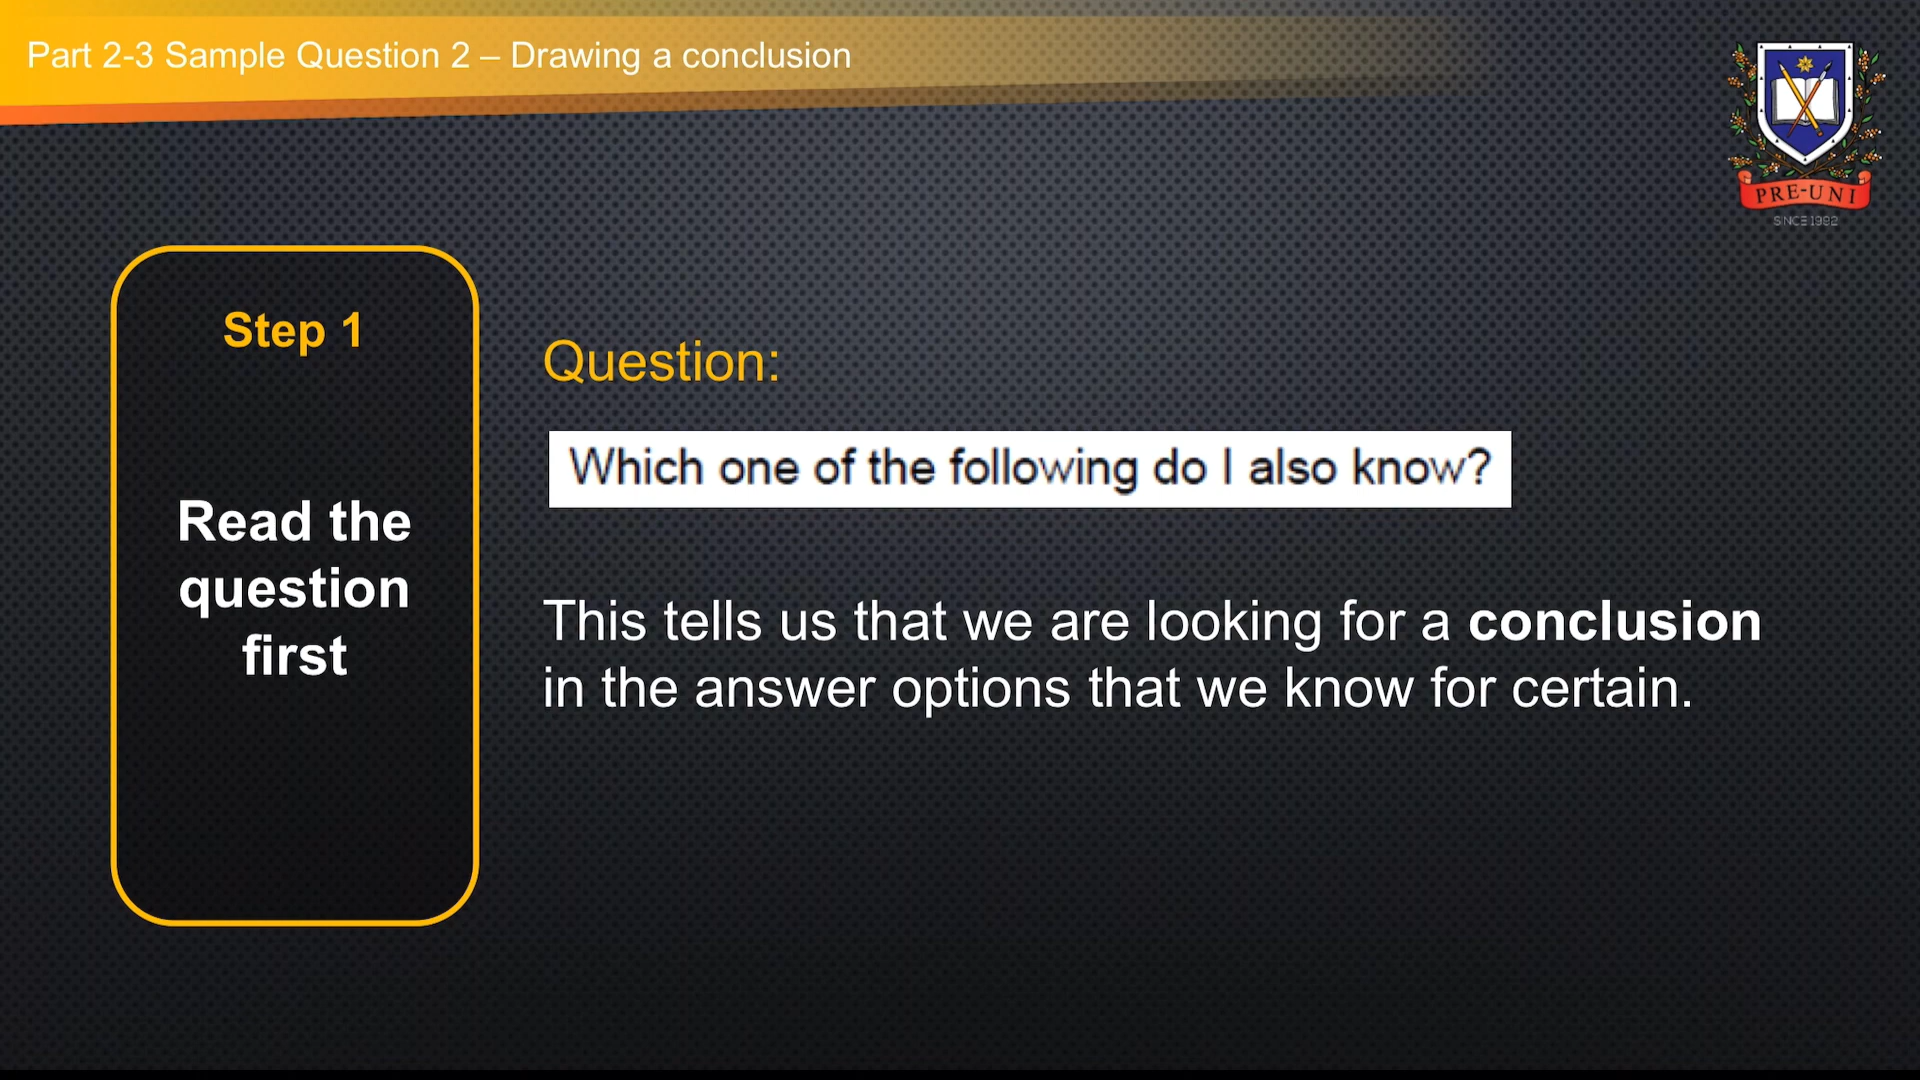 Part 2-3 Sample Question 2 – Drawing a conclusion
PRE-UNI
SINCE 1992
Step 1
Read the
question
first
Question:
Which one of the following do I also know?
This tells us that we are looking for a conclusion
in the answer options that we know for certain.